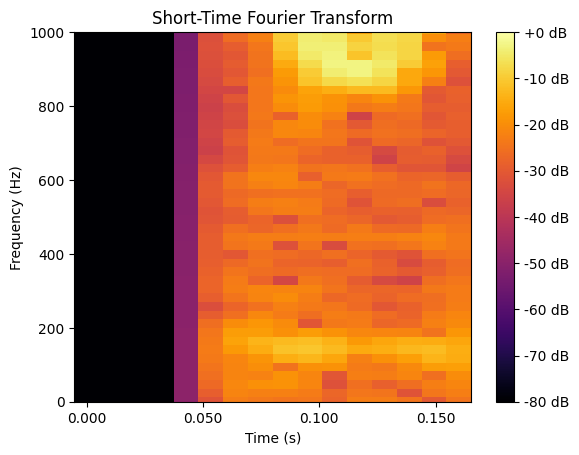 Short-Time Fourier Transform
1000
800
600
400
200
0
Frequency (Hz)
0.000
0.050
0.100
0.150
Time (s)
+0 dB
-10 dB
-20 dB
-30 dB
-40 dB
-50 dB
-60 dB
-70 dB
-80 dB